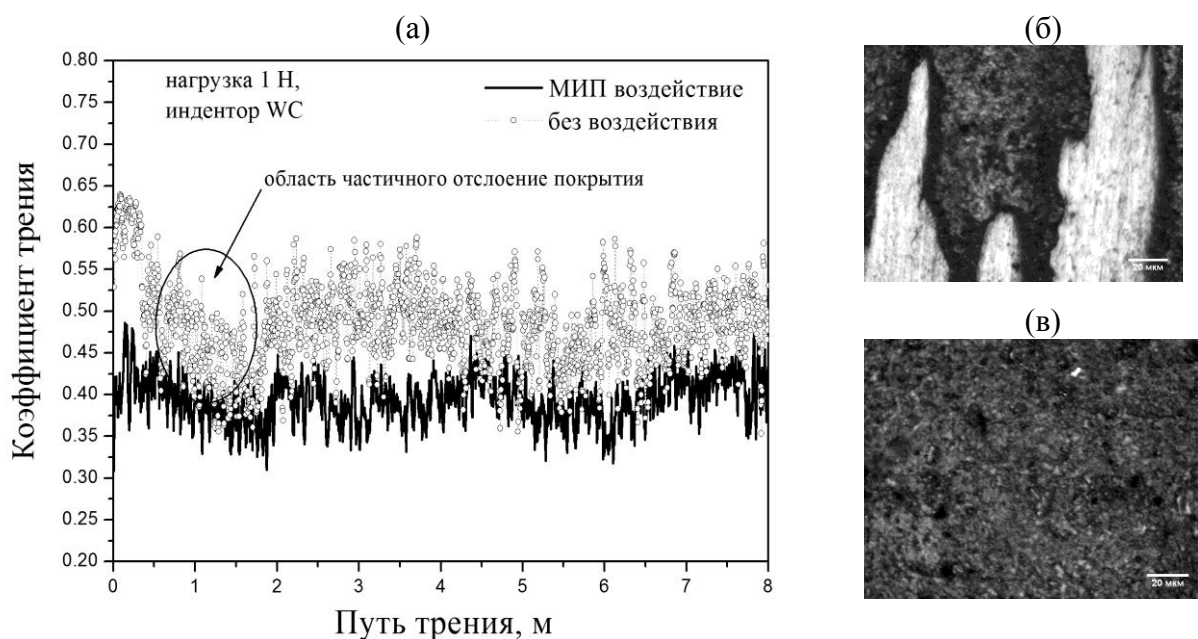 (а)
0.80
0.75
0.70
0.65
0.60
0.55
0.50
0.45
0.40
0.35
0.30
0.25
0.20
Коэффициент трения
нагрузка 1 Н,
индентор WC
МИП воздействие
без воздействия
область частичного отслоение покрытия
0 1 2 3 4 5 6 7 8
Путь трения, м
(б)
20 мкм
(в)
20 мкм